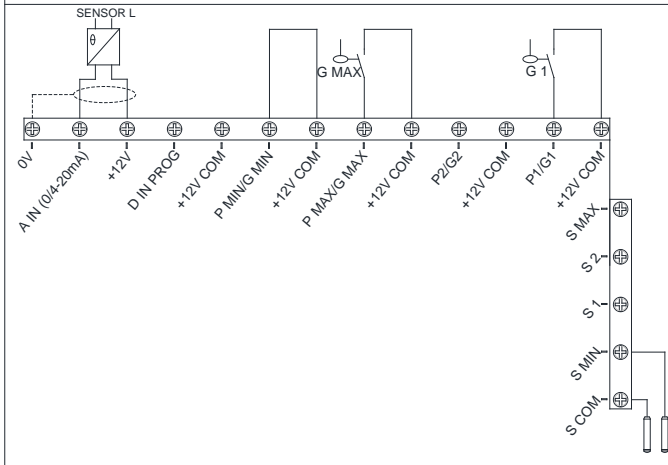 SENSOR L
θ
G MAX
G 1
0V
A IN (0/4-20mA)
+12V
D IN PROG
+12V COM
P MIN/G MIN
+12V COM
P MAX/G MAX
+12V COM
P2/G2
+12V COM
P1/G1
+12V COM
S MAX
S 2
S 1
S MIN
S COM